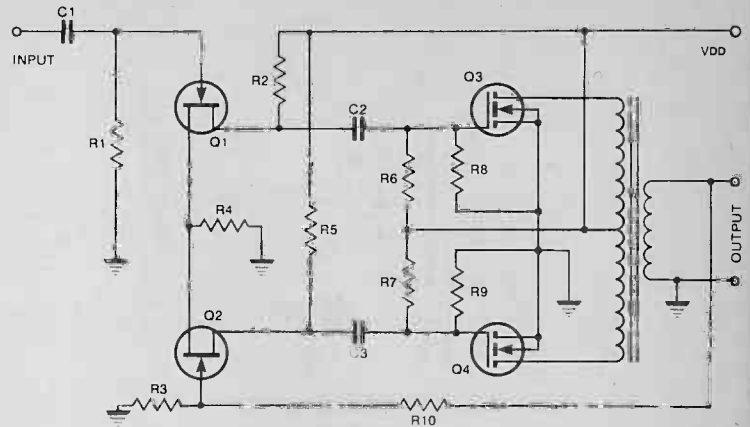 C1
INPUT
R1
Q1
R2
C2
Q3
VDD
R4
R5
R6
R8
R7
R9
Q2
C3
Q4
R3
R10
OUTPUT